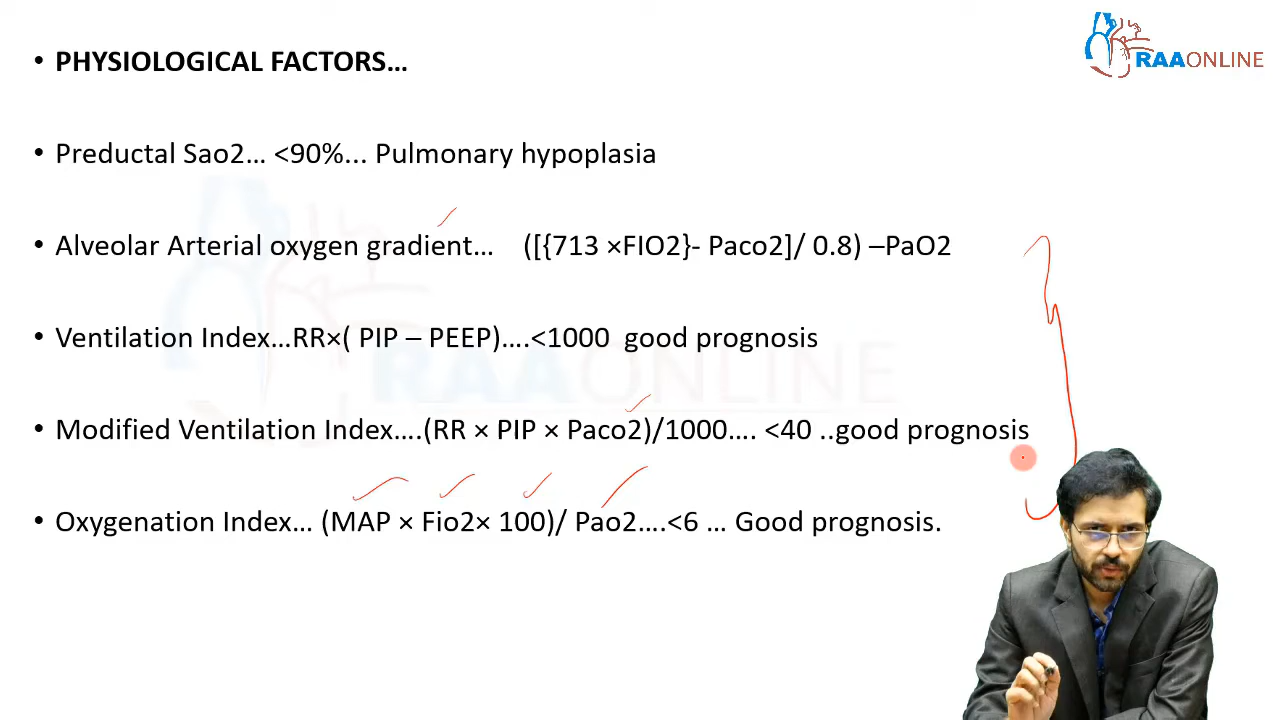 RAAONLINE
• PHYSIOLOGICAL FACTORS...
• Preductal Sao2... <90%... Pulmonary hypoplasia
• Alveolar Arterial oxygen gradient... ([{713 ×FIO2}- Paco2]/ 0.8) –PaO2
• Ventilation Index...RR×( PIP – PEEP)....<1000 good prognosis
RAAONLINE
• Modified Ventilation Index....(RR × PIP × Paco2)/1000.... <40 ..good prognosis
• Oxygenation Index... (MAP × Fio2× 100)/ Pao2....<6 ... Good prognosis.